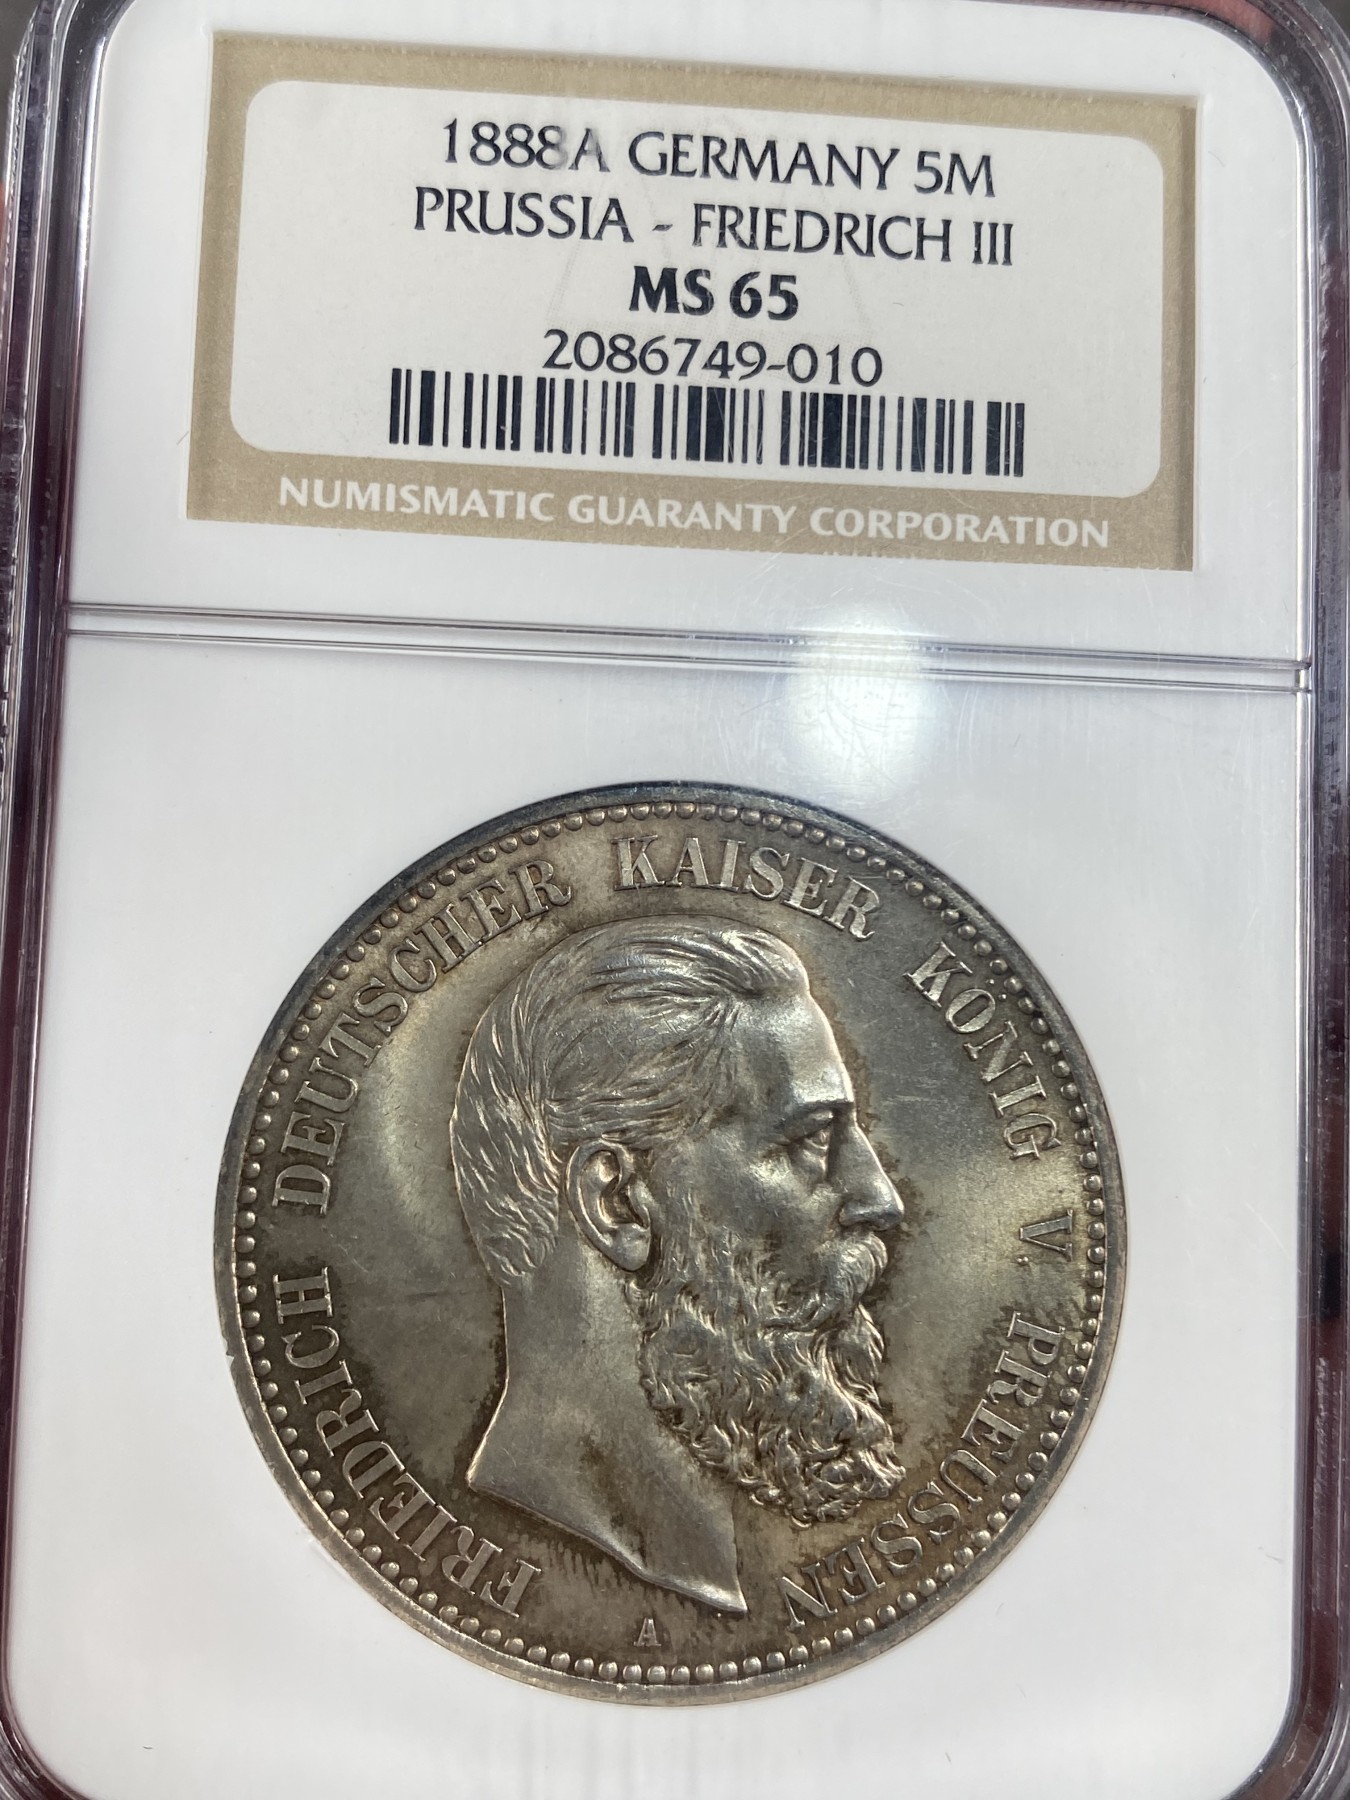 1888A GERMANY 5M
PRUSSIA - FRIEDRICH III
MS 65
2086749-010
NUMISMATIC GUARANTY CORPORATION
FRIEDRICH DEUTSCHER KAISER KÖNIG V. PREUSSEN
A